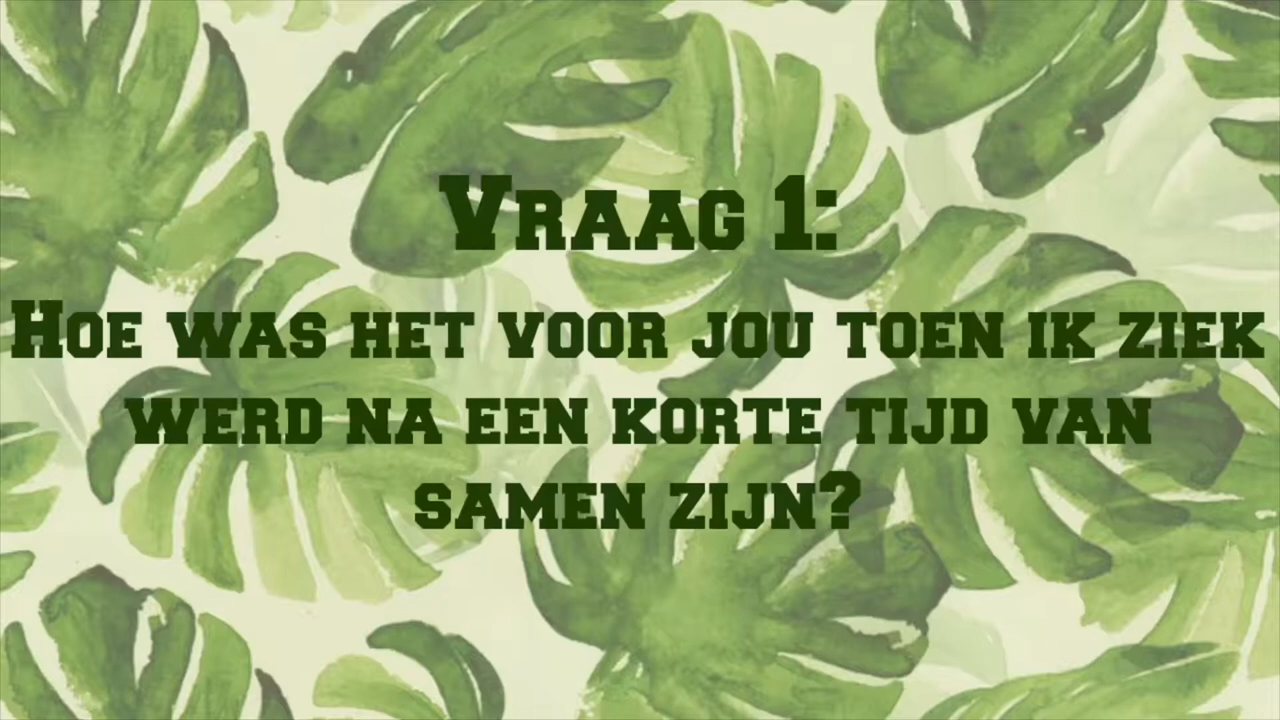 Vraag 1:
Hoe was het voor jou toen ik ziek
werd na een korte tijd van
samen zijn?